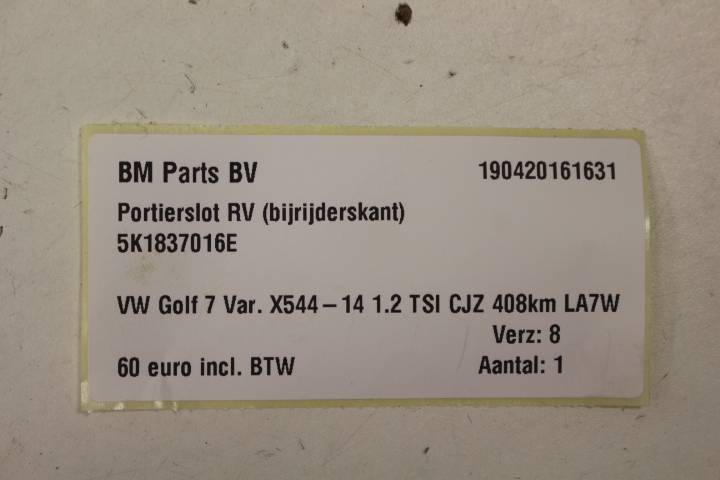 BM Parts BV 190420161631
Portierslot RV (bijrijderskant)
5K1837016E
VW Golf 7 Var. X544-14 1.2 TSI CJZ 408km LA7W
Verz: 8
60 euro incl. BTW Aantal: 1